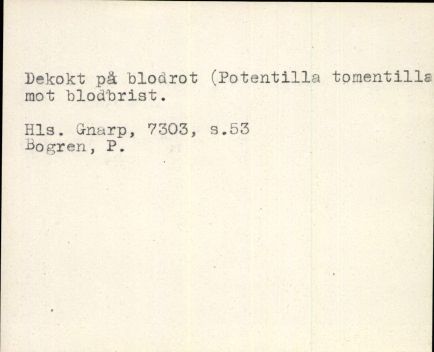 Dekokt på blodrot (Potentilla tomentilla
mot blodbrist.
Hls. Gnarp, 7303, s.53
Bogren, P.